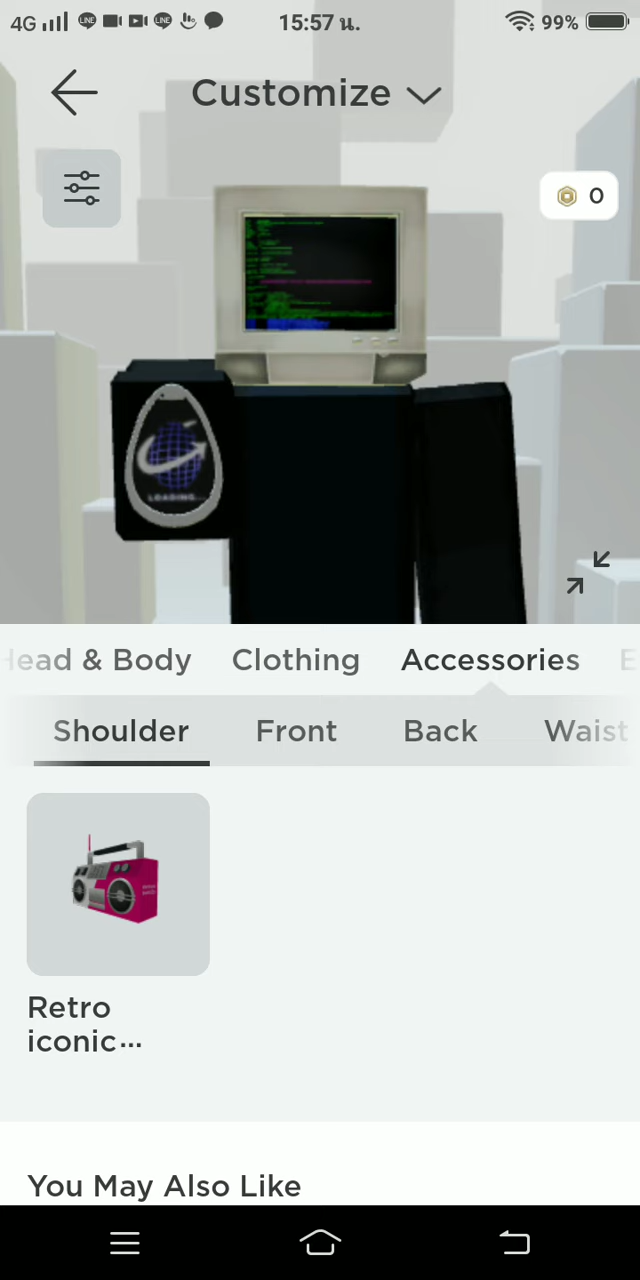 4G 15:57 น. 99%
Customize
0
LOADING...
Head & Body Clothing Accessories E
Shoulder Front Back Waist
Retro
iconic...
You May Also Like